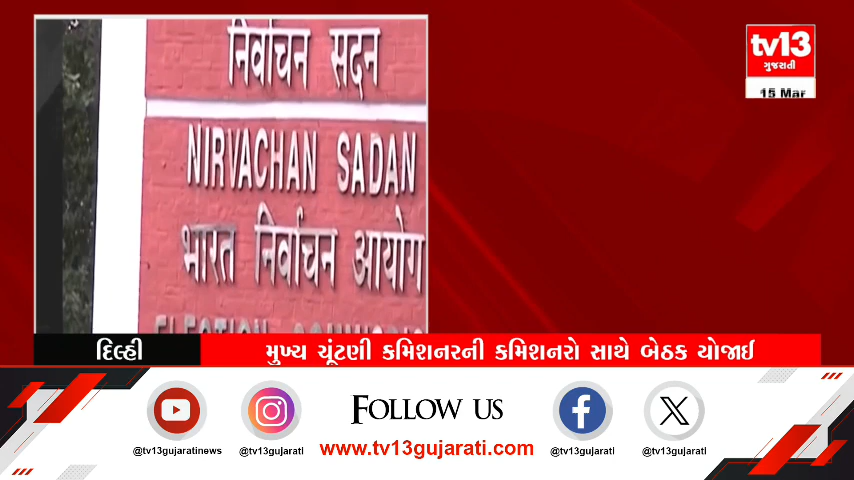 निर्वाचन सदन
NIRVACHAN SADAN
भारत निर्वाचन आयोग
tv13
ગુજરાતી
15 Mar
દિલ્હી
મુખ્ય ચૂંટણી કમિશનરની કમિશનરો સાથે બેઠક યોજાઈ
FOLLOW US
www.tv13gujarati.com
@tv13gujaratinews
@tv13gujarati
@tv13gujarati
@tv13gujarati